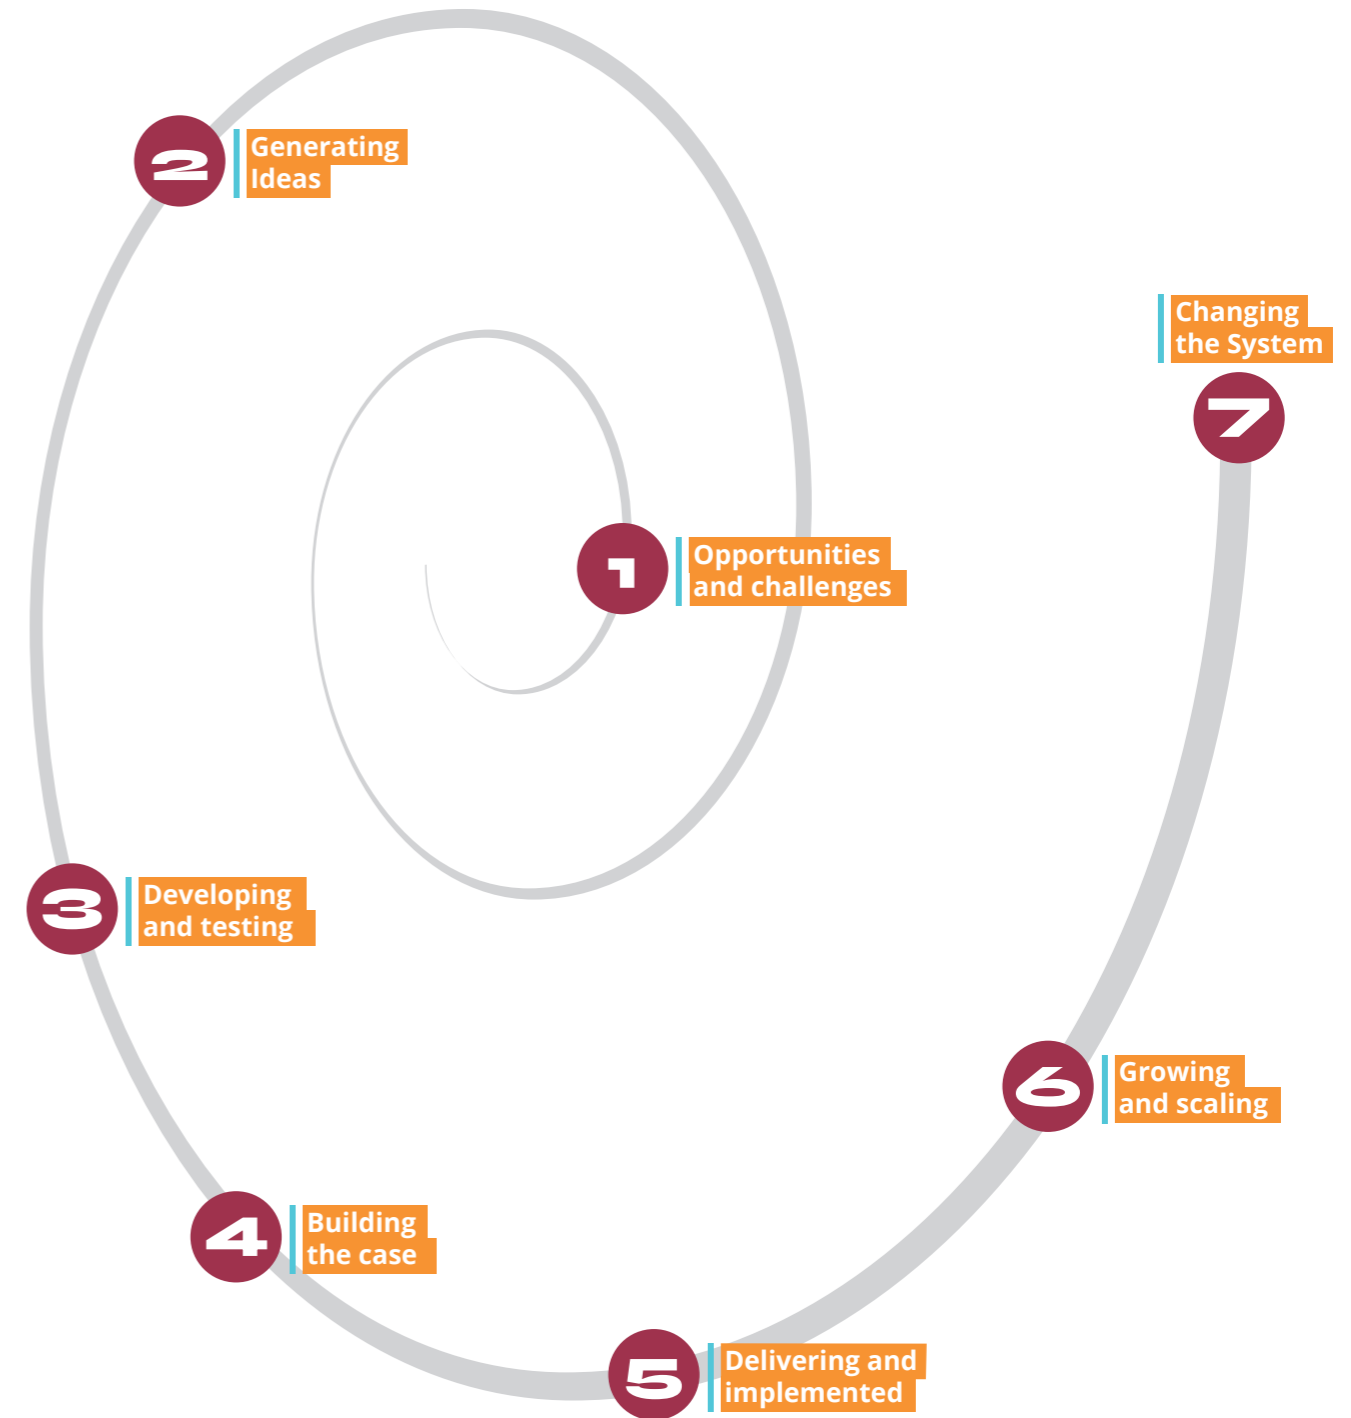 1
Opportunities
and challenges
2
Generating
Ideas
3
Developing
and testing
4
Building
the case
5
Delivering and
implemented
6
Growing
and scaling
7
Changing
the System